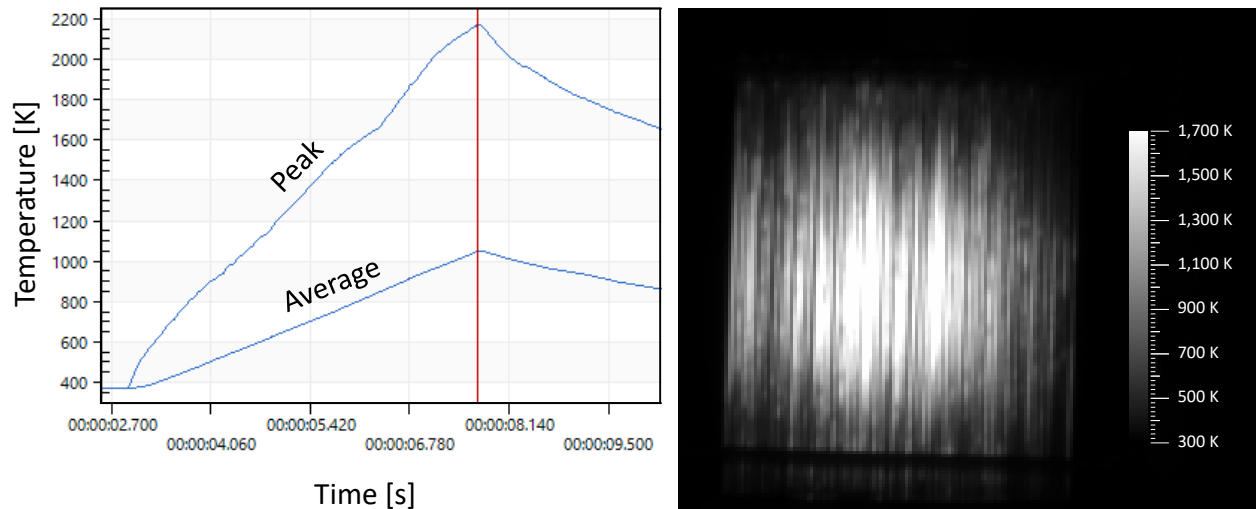 Temperature [K]
2200
2000
1800
1600
1400
1200
1000
800
600
400
Peak
Average
00:00:02.700
00:00:05.420
00:00:08.140
00:00:04.060
00:00:06.780
00:00:09.500
Time [s]
1,700 K
1,500 K
1,300 K
1,100 K
900 K
700 K
500 K
300 K